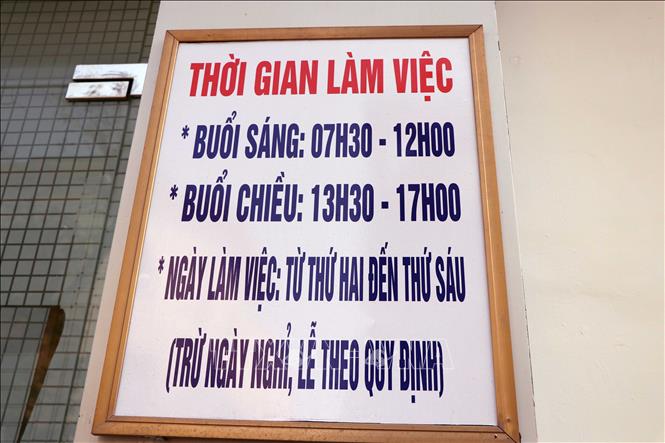 THỜI GIAN LÀM VIỆC
* BUỔI SÁNG: 07H30 - 12H00
* BUỔI CHIỀU: 13H30 - 17H00
*NGÀY LÀM VIỆC: TỪ THỨ HAI ĐẾN THỨ SÁU
(TRỪ NGÀY NGHỈ, LỄ THEO QUY ĐỊNH)